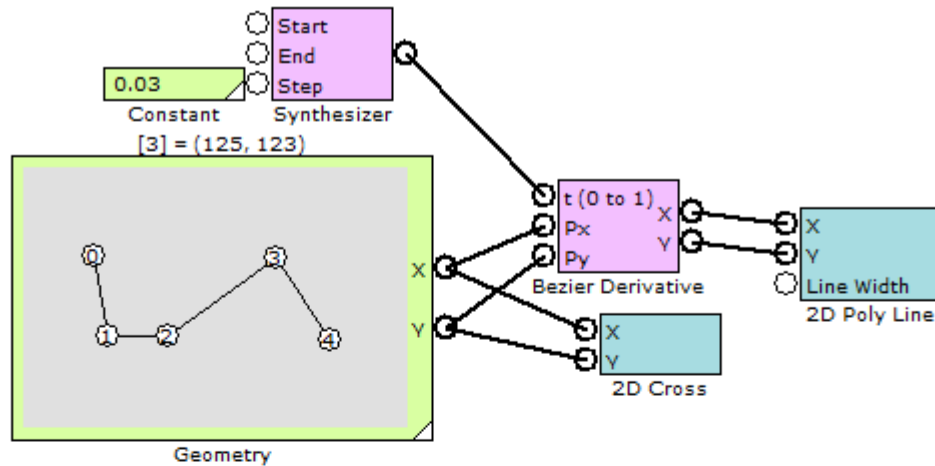 Start
End
0.03
Step
Constant
Synthesizer
[3] = (125, 123)
t (0 to 1)
X
Px
Y
Py
Bezier Derivative
X
Y
Line Width
2D Poly Line
0
3
X
1
2
4
Y
X
Y
2D Cross
Geometry